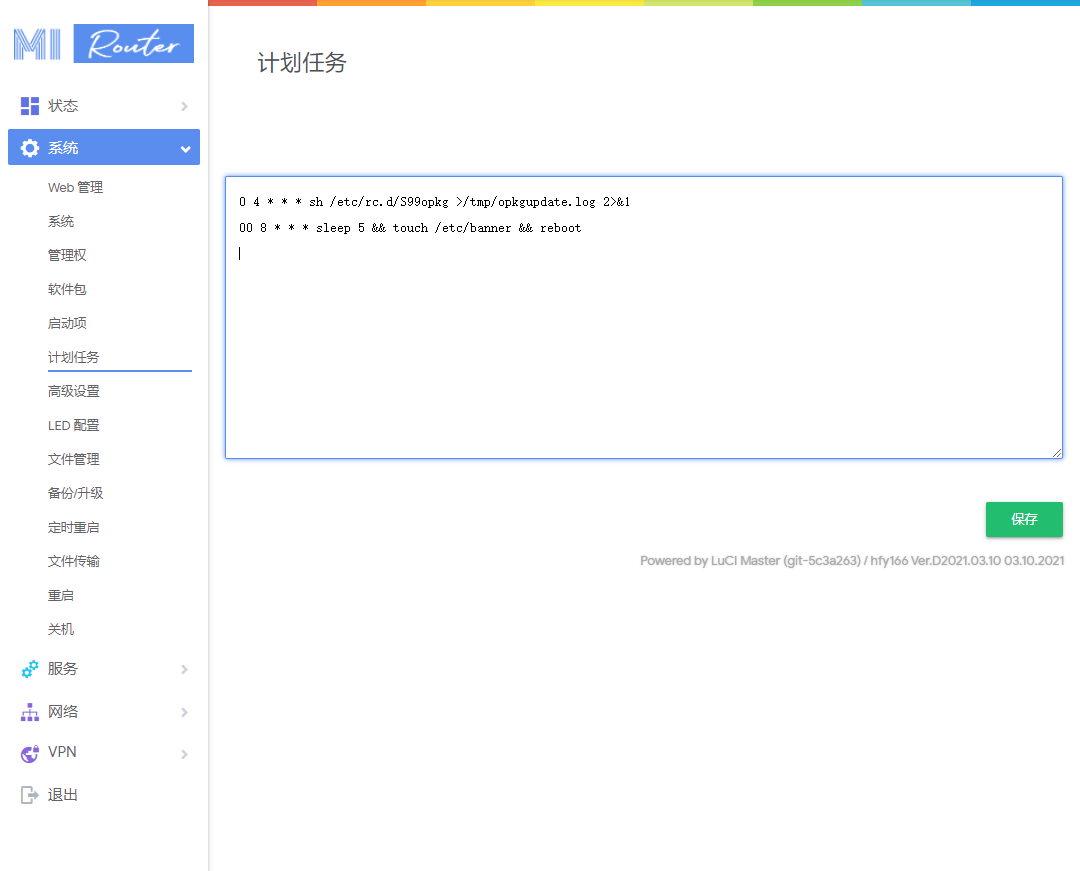 MI Router
计划任务
状态
系统
Web 管理
系统
管理权
软件包
启动项
计划任务
高级设置
LED 配置
文件管理
备份/升级
定时重启
文件传输
重启
关机
服务
网络
VPN
退出
0 4 * * * sh /etc/rc.d/S99opkg >/tmp/opkgupdate.log 2>&1
00 8 * * * sleep 5 && touch /etc/banner && reboot
保存
Powered by LuCI Master (git-5c3a263) / hfy166 Ver.D2021.03.10 03.10.2021